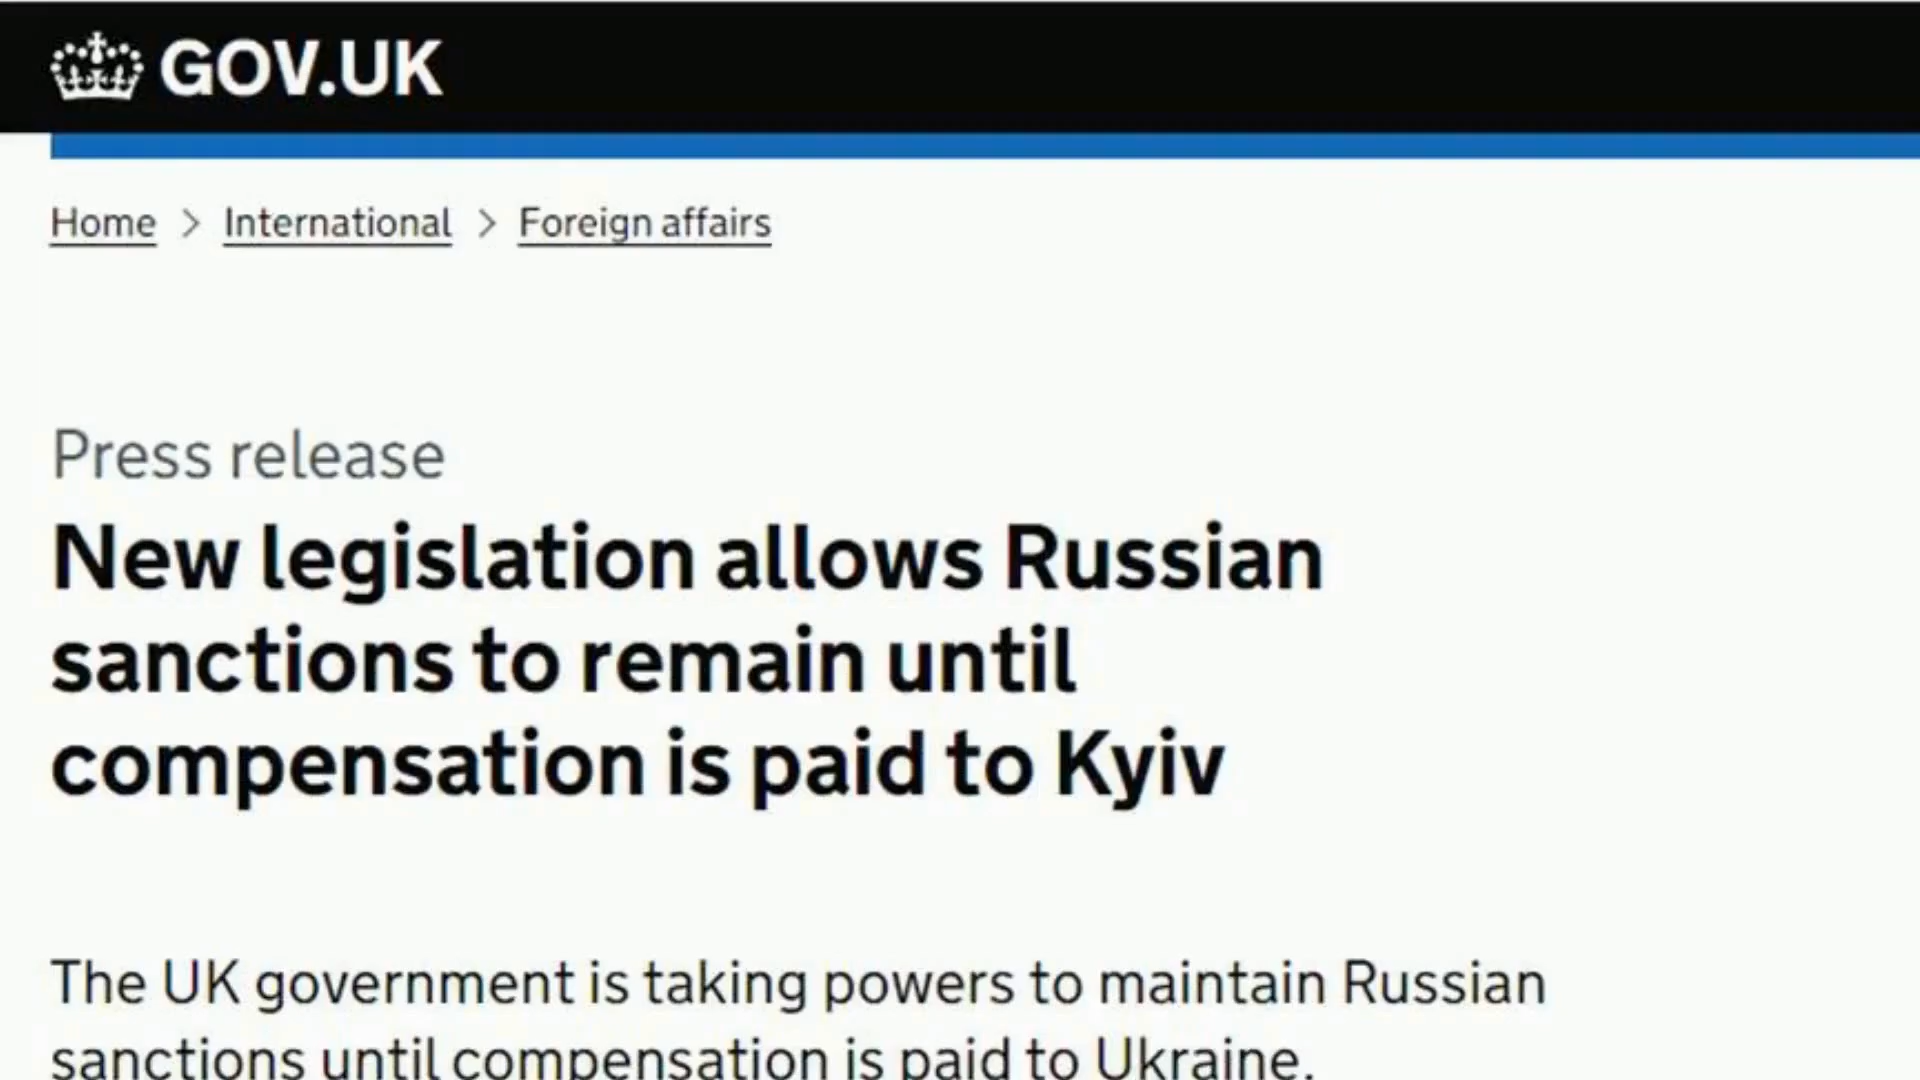 GOV.UK
Home > International > Foreign affairs
Press release
New legislation allows Russian
sanctions to remain until
compensation is paid to Kyiv
The UK government is taking powers to maintain Russian
sanctions until compensation is paid to Ukraine.